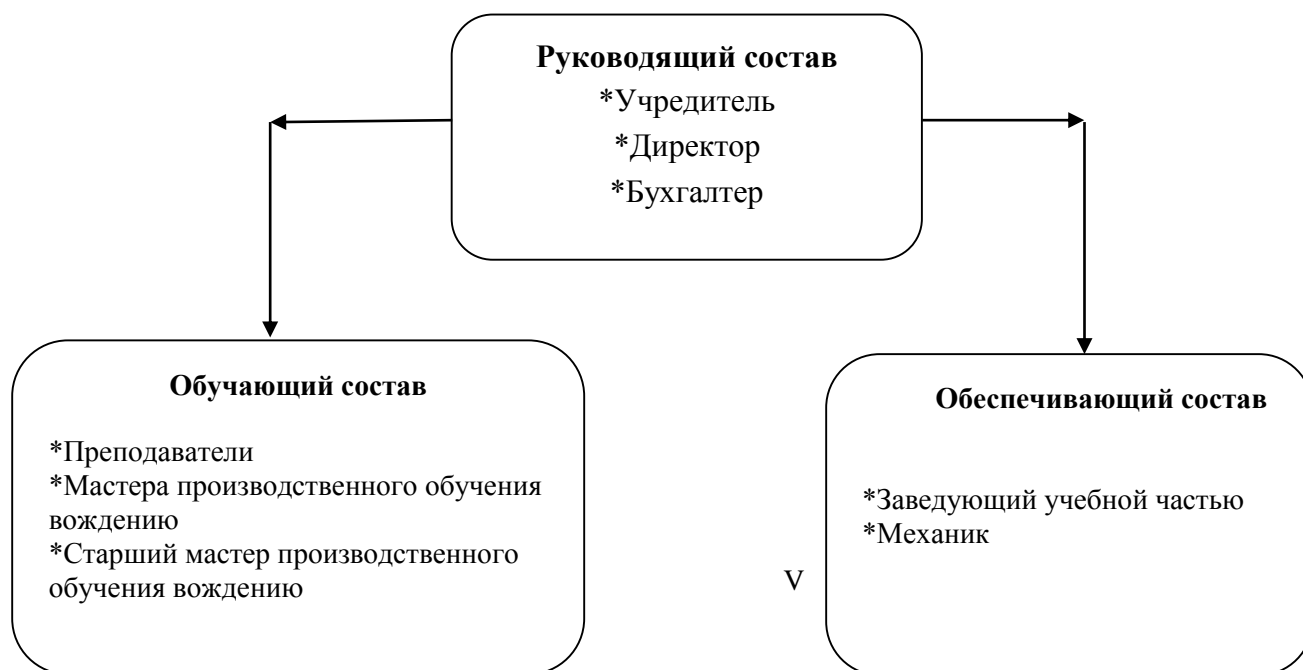 Руководящий состав
*Учредитель
*Директор
*Бухгалтер
Обучающий состав
*Преподаватели
*Мастера производственного обучения
вождению
*Старший мастер производственного
обучения вождению
Обеспечивающий состав
*Заведующий учебной частью
*Механик
V